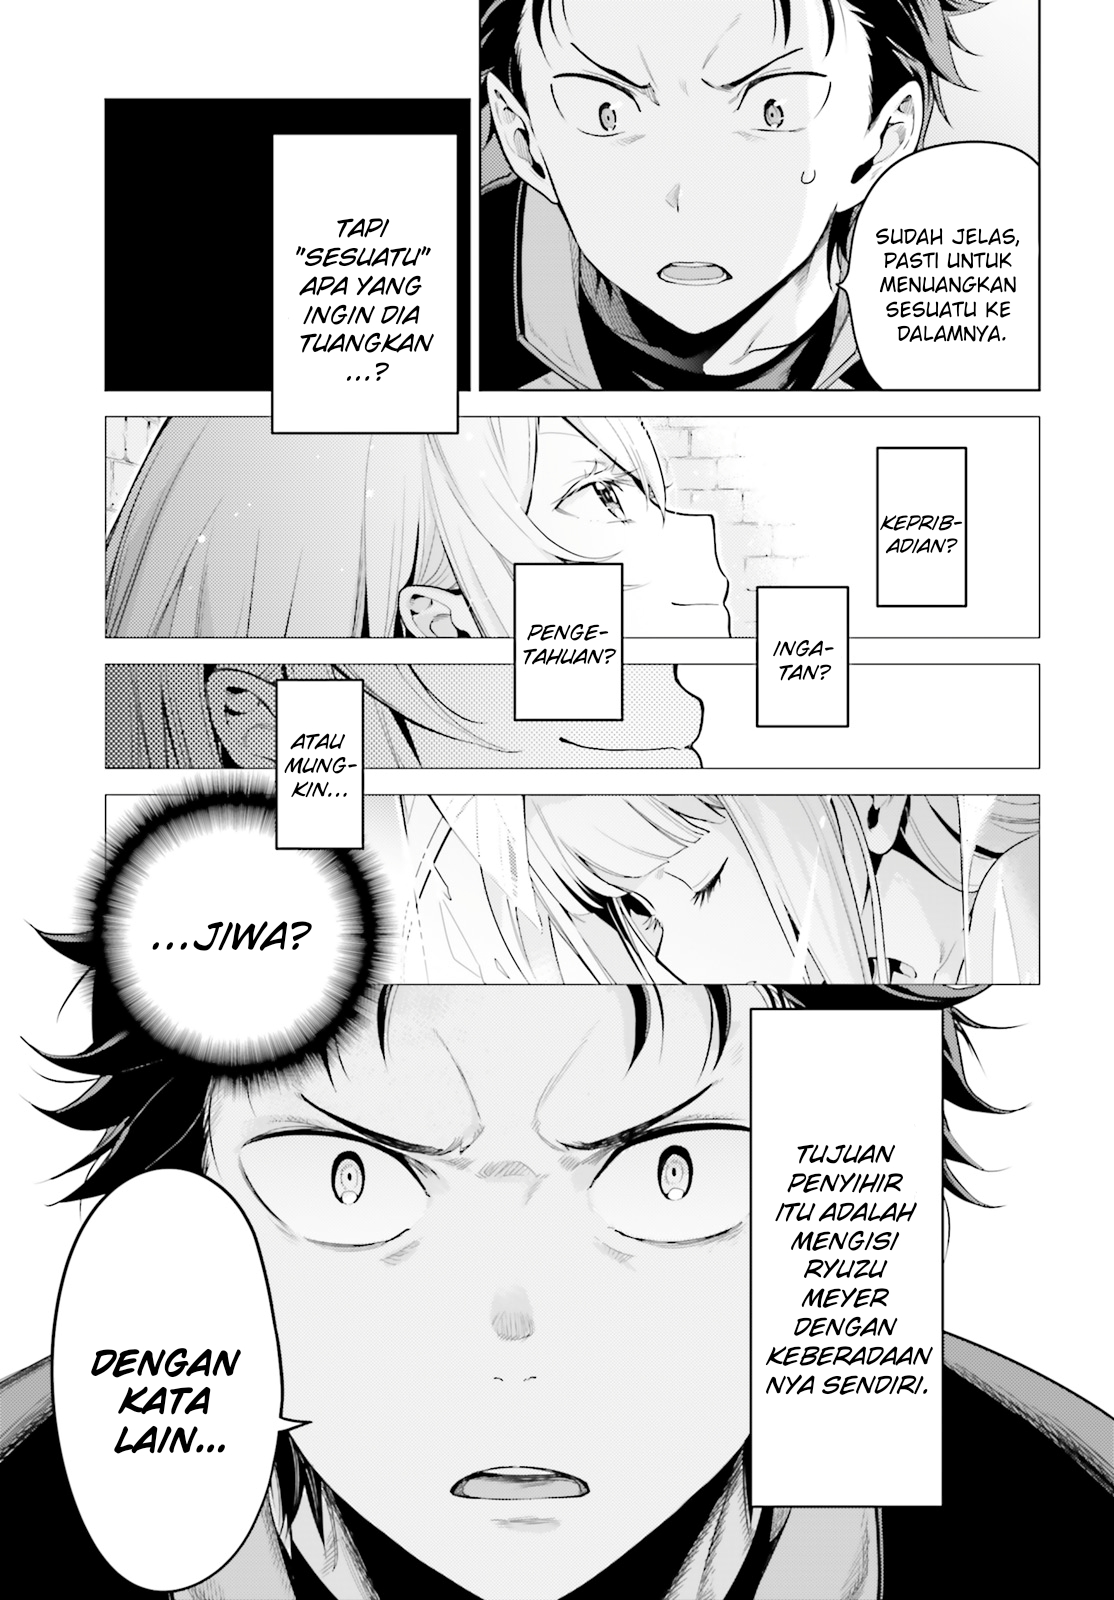 SUDAH JELAS,
PASTI UNTUK
MENUANGKAN
SESUATU KE
DALAMNYA.
TAPI
"SESUATU"
APA YANG
INGIN DIA
TUANGKAN
...?
KEPRIB-
ADIAN?
INGA-
TAN?
PENGE-
TAHUAN?
ATAU
MUNG-
KIN...
...JIWA?
TUJUAN
PENYIHIR
ITU ADALAH
MENGISI
RYUZU
MEYER
DENGAN
KEBERADAAN
NYA SENDIRI.
DENGAN
KATA
LAIN...